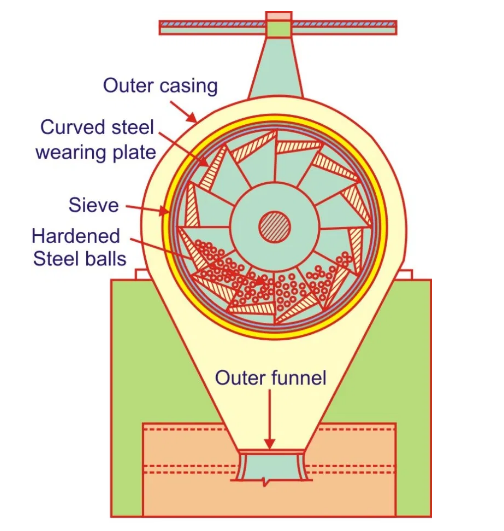 Outer casing
Curved steel
wearing plate
Sieve
Hardened
Steel balls
Outer funnel